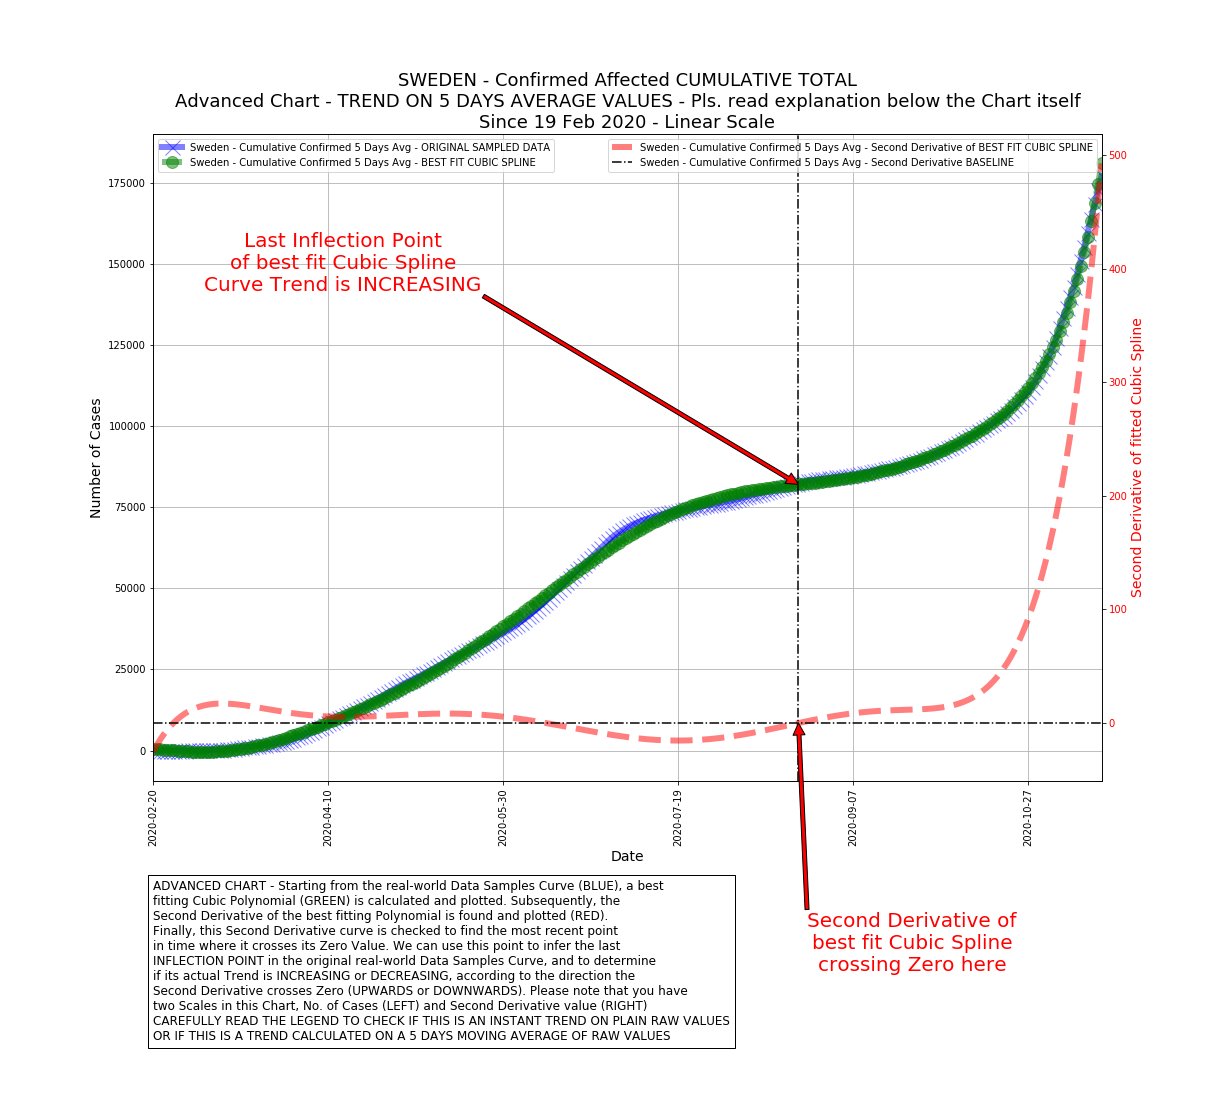 SWEDEN - Confirmed Affected CUMULATIVE TOTAL
Advanced Chart - TREND ON 5 DAYS AVERAGE VALUES - Pls. read explanation below the Chart itself
Since 19 Feb 2020 - Linear Scale
Sweden - Cumulative Confirmed 5 Days Avg - ORIGINAL SAMPLED DATA
Sweden - Cumulative Confirmed 5 Days Avg - BEST FIT CUBIC SPLINE
Sweden - Cumulative Confirmed 5 Days Avg - Second Derivative of BEST FIT CUBIC SPLINE
Sweden - Cumulative Confirmed 5 Days Avg - Second Derivative BASELINE
Last Inflection Point
of best fit Cubic Spline
Curve Trend is INCREASING
Number of Cases
175000
150000
125000
100000
75000
50000
25000
0
500
400
300
200
100
0
Second Derivative of fitted Cubic Spline
2020-02-20
2020-04-10
2020-05-30
2020-07-19
2020-09-07
2020-10-27
Date
Second Derivative of
best fit Cubic Spline
crossing Zero here
ADVANCED CHART - Starting from the real-world Data Samples Curve (BLUE), a best
fitting Cubic Polynomial (GREEN) is calculated and plotted. Subsequently, the
Second Derivative of the best fitting Polynomial is found and plotted (RED).
Finally, this Second Derivative curve is checked to find the most recent point
in time where it crosses its Zero Value. We can use this point to infer the last
INFLECTION POINT in the original real-world Data Samples Curve, and to determine
if its actual Trend is INCREASING or DECREASING, according to the direction the
Second Derivative crosses Zero (UPWARDS or DOWNWARDS). Please note that you have
two Scales in this Chart, No. of Cases (LEFT) and Second Derivative value (RIGHT)
CAREFULLY READ THE LEGEND TO CHECK IF THIS IS AN INSTANT TREND ON PLAIN RAW VALUES
OR IF THIS IS A TREND CALCULATED ON A 5 DAYS MOVING AVERAGE OF RAW VALUES